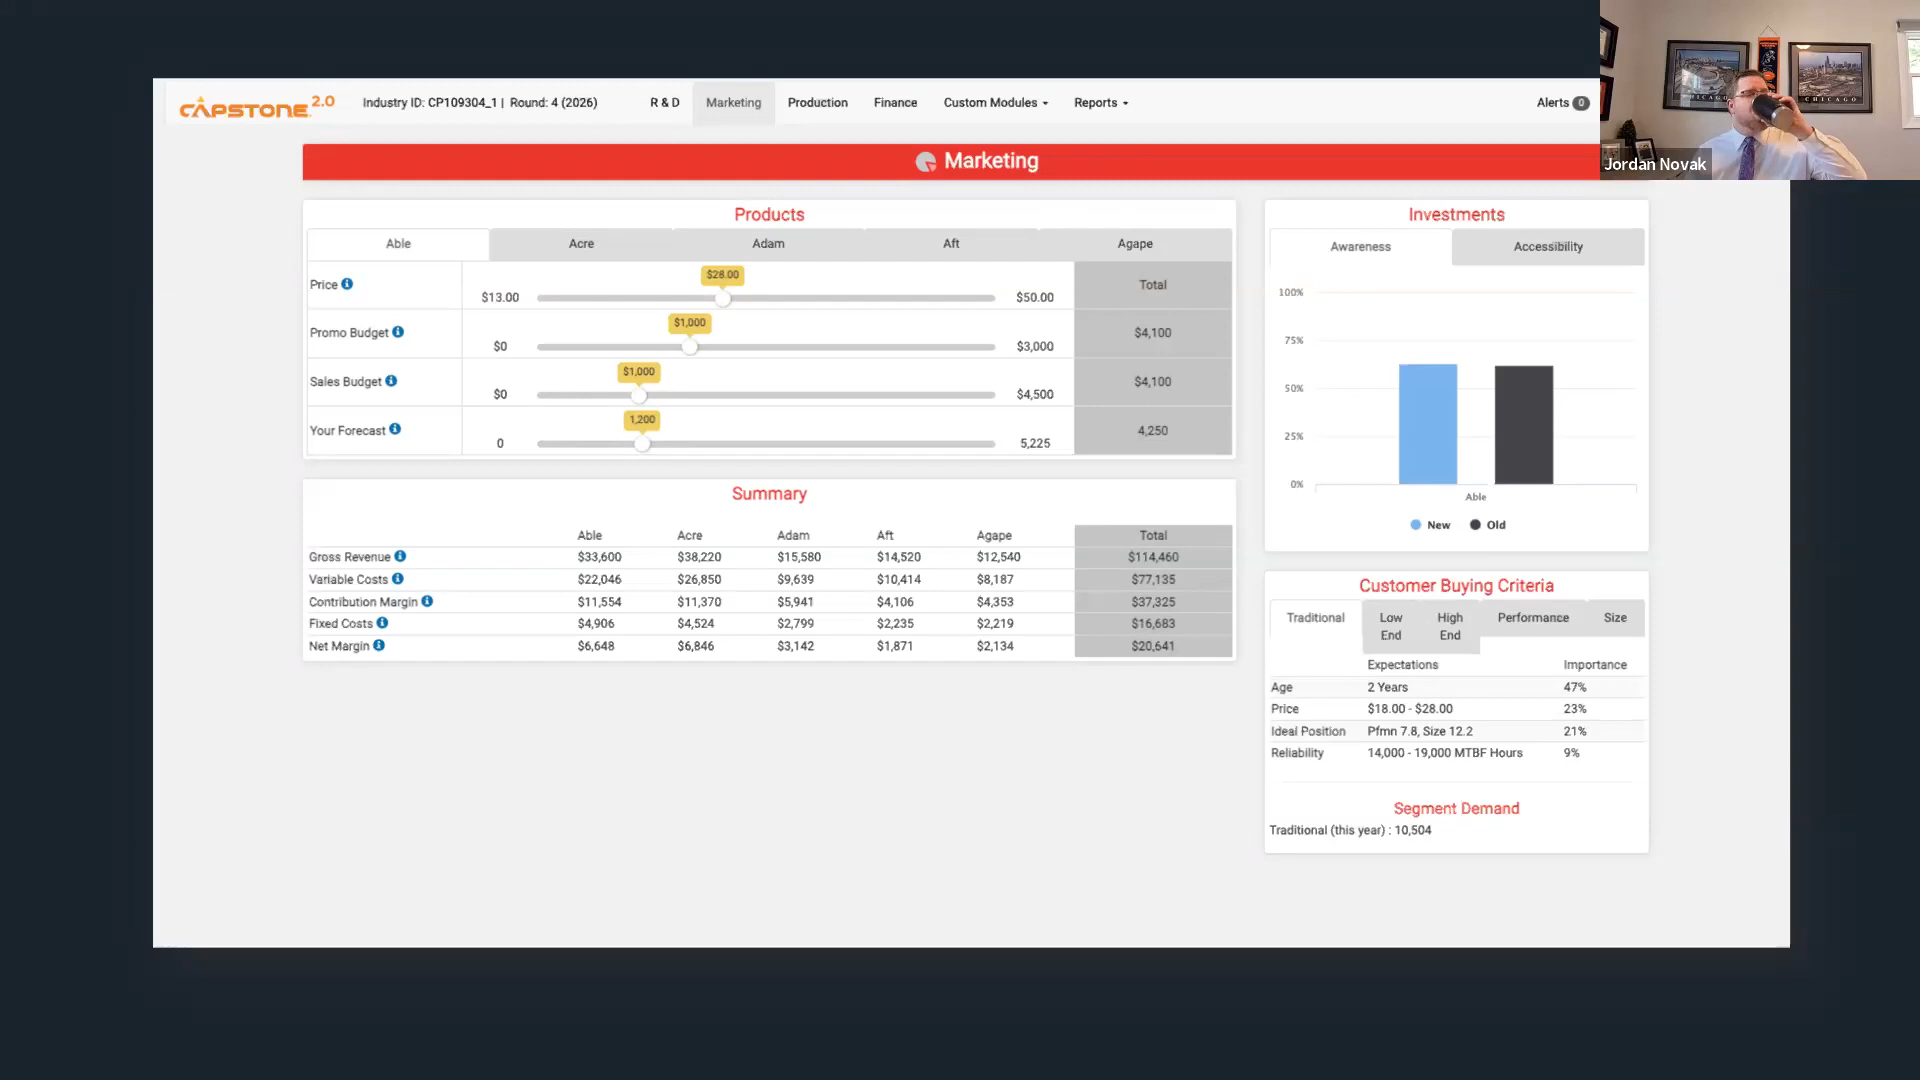 CAPSTONE 2.0 Industry ID: CP109304_1 | Round: 4 (2026) R & D Marketing Production Finance Custom Modules Reports Alerts 0
CHICAGO CHICAGO
Jordan Novak
Marketing
Products
Able Acre Adam Aft Agape
Price $13.00 $28.00 $50.00 Total
Promo Budget $0 $1,000 $3,000 $4,100
Sales Budget $0 $1,000 $4,500 $4,100
Your Forecast 0 1,200 5,225 4,250
Summary
Able Acre Adam Aft Agape Total
Gross Revenue $33,600 $38,220 $15,580 $14,520 $12,540 $114,460
Variable Costs $22,046 $26,850 $9,639 $10,414 $8,187 $77,135
Contribution Margin $11,554 $11,370 $5,941 $4,106 $4,353 $37,325
Fixed Costs $4,906 $4,524 $2,799 $2,235 $2,219 $16,683
Net Margin $6,648 $6,846 $3,142 $1,871 $2,134 $20,641
Investments
Awareness Accessibility
100%
75%
50%
25%
0%
Able
New Old
Customer Buying Criteria
Traditional Low End High End Performance Size
Expectations Importance
Age 2 Years 47%
Price $18.00 - $28.00 23%
Ideal Position Pfmn 7.8, Size 12.2 21%
Reliability 14,000 - 19,000 MTBF Hours 9%
Segment Demand
Traditional (this year) : 10,504